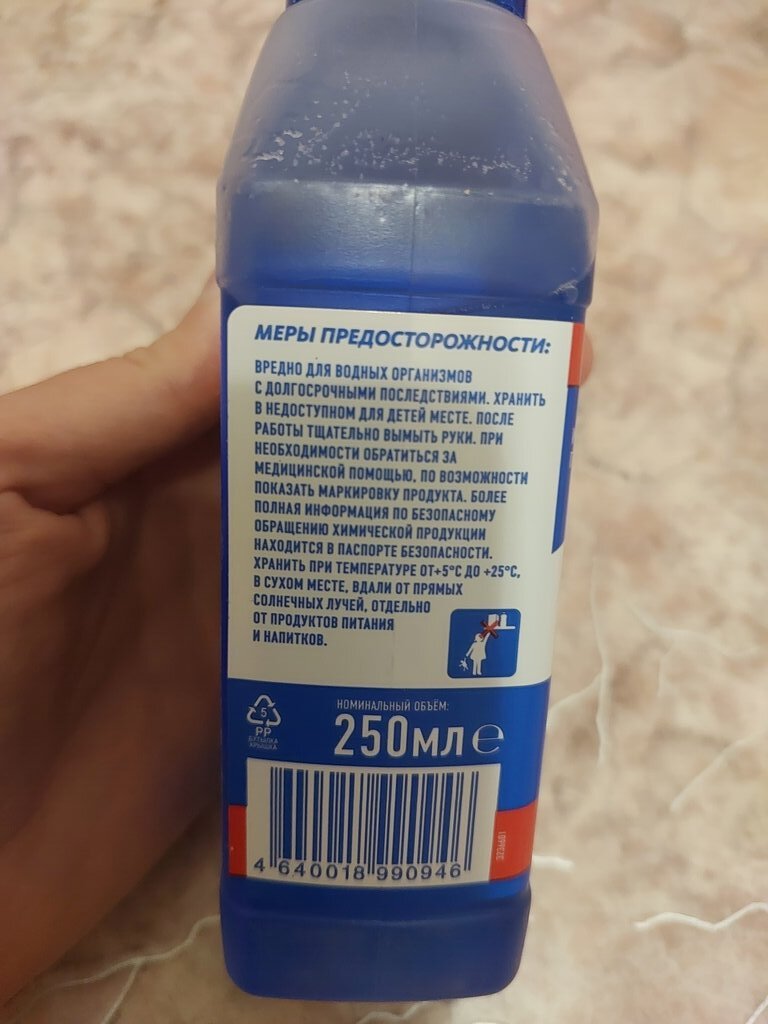 МЕРЫ ПРЕДОСТОРОЖНОСТИ:
ВРЕДНО ДЛЯ ВОДНЫХ ОРГАНИЗМОВ
С ДОЛГОСРОЧНЫМИ ПОСЛЕДСТВИЯМИ. ХРАНИТЬ
В НЕДОСТУПНОМ ДЛЯ ДЕТЕЙ МЕСТЕ. ПОСЛЕ
РАБОТЫ ТЩАТЕЛЬНО ВЫМЫТЬ РУКИ. ПРИ
НЕОБХОДИМОСТИ ОБРАТИТЬСЯ ЗА
МЕДИЦИНСКОЙ ПОМОЩЬЮ, ПО ВОЗМОЖНОСТИ
ПОКАЗАТЬ МАРКИРОВКУ ПРОДУКТА. БОЛЕЕ
ПОЛНАЯ ИНФОРМАЦИЯ ПО БЕЗОПАСНОМУ
ОБРАЩЕНИЮ ХИМИЧЕСКОЙ ПРОДУКЦИИ
НАХОДИТСЯ В ПАСПОРТЕ БЕЗОПАСНОСТИ.
ХРАНИТЬ ПРИ ТЕМПЕРАТУРЕ ОТ+5°С ДО +25°С,
В СУХОМ МЕСТЕ, ВДАЛИ ОТ ПРЯМЫХ
СОЛНЕЧНЫХ ЛУЧЕЙ, ОТДЕЛЬНО
ОТ ПРОДУКТОВ ПИТАНИЯ
И НАПИТКОВ.
5
PP
БУТЫЛКА
КРЫШКА
НОМИНАЛЬНЫЙ ОБЪЁМ:
250МЛ ℮
4 640018 990946